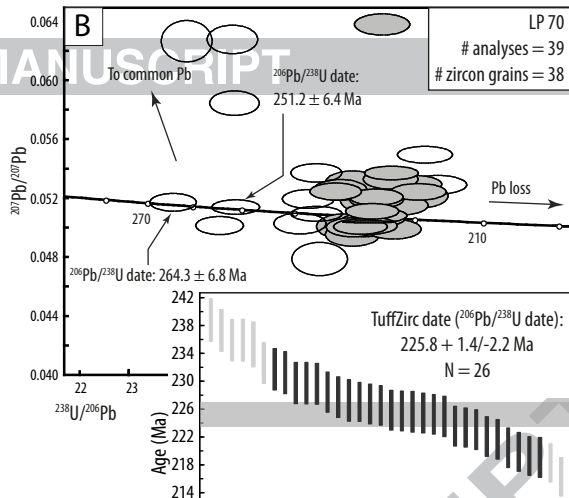 B
LP 70
# analyses = 39
# zircon grains = 38
MANUSCRIPT
To common Pb
206Pb/238U date:
251.2 ± 6.4 Ma
Pb loss
270
210
206Pb/238U date: 264.3 ± 6.8 Ma
207Pb/207Pb
0.064
0.060
0.056
0.052
0.048
0.044
0.040
22
23
238U/206Pb
TuffZirc date (206Pb/238U date):
225.8 + 1.4/-2.2 Ma
N = 26
Age (Ma)
242
238
234
230
226
222
218
214